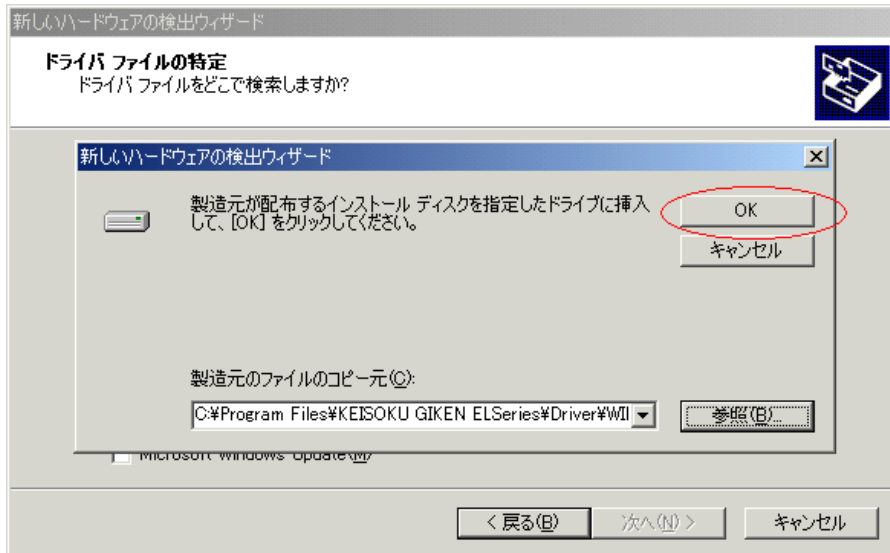 新しいハードウェアの検出ウィザード
ドライバ ファイルの特定
ドライバ ファイルをどこで検索しますか?
新しいハードウェアの検出ウィザード
製造元が配布するインストール ディスクを指定したドライブに挿入
して、[OK] をクリックしてください。
OK
キャンセル
製造元のファイルのコピー元(C):
C:¥Program Files¥KEISOKU GIKEN ELSeries¥Driver¥WII
参照(B)...
Microsoft Windows Update(M)
< 戻る(B)
次へ(N) >
キャンセル